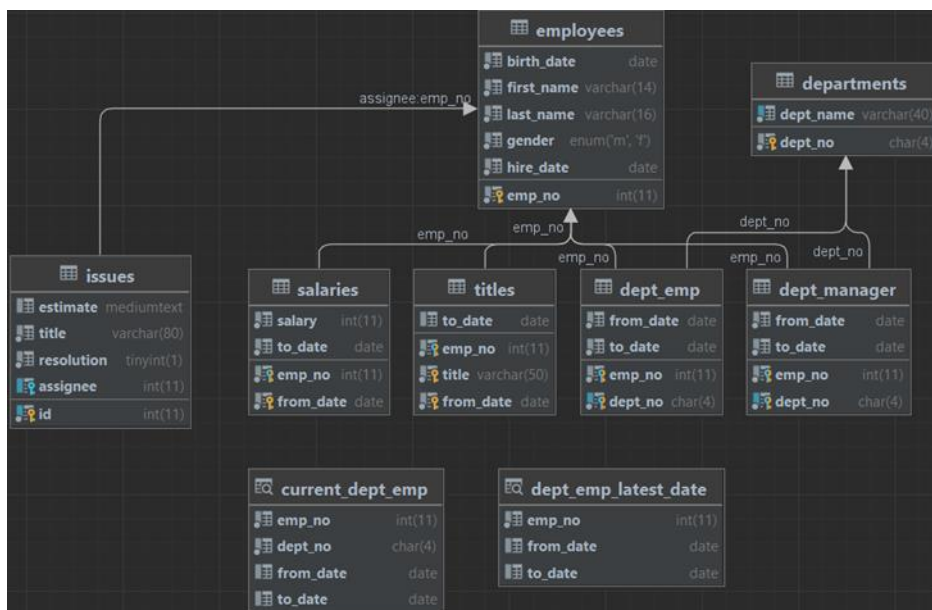 employees
birth_date date
first_name varchar(14)
last_name varchar(16)
gender enum('m', 'f')
hire_date date
emp_no int(11)
departments
dept_name varchar(40)
dept_no char(4)
assignee:emp_no
emp_no
emp_no
emp_no
dept_no
emp_no
dept_no
issues
estimate mediumtext
title varchar(80)
resolution tinyint(1)
assignee int(11)
id int(11)
salaries
salary int(11)
to_date date
emp_no int(11)
from_date date
titles
to_date date
emp_no int(11)
title varchar(50)
from_date date
dept_emp
from_date date
to_date date
emp_no int(11)
dept_no char(4)
dept_manager
from_date date
to_date date
emp_no int(11)
dept_no char(4)
current_dept_emp
emp_no int(11)
dept_no char(4)
from_date date
to_date date
dept_emp_latest_date
emp_no int(11)
from_date date
to_date date